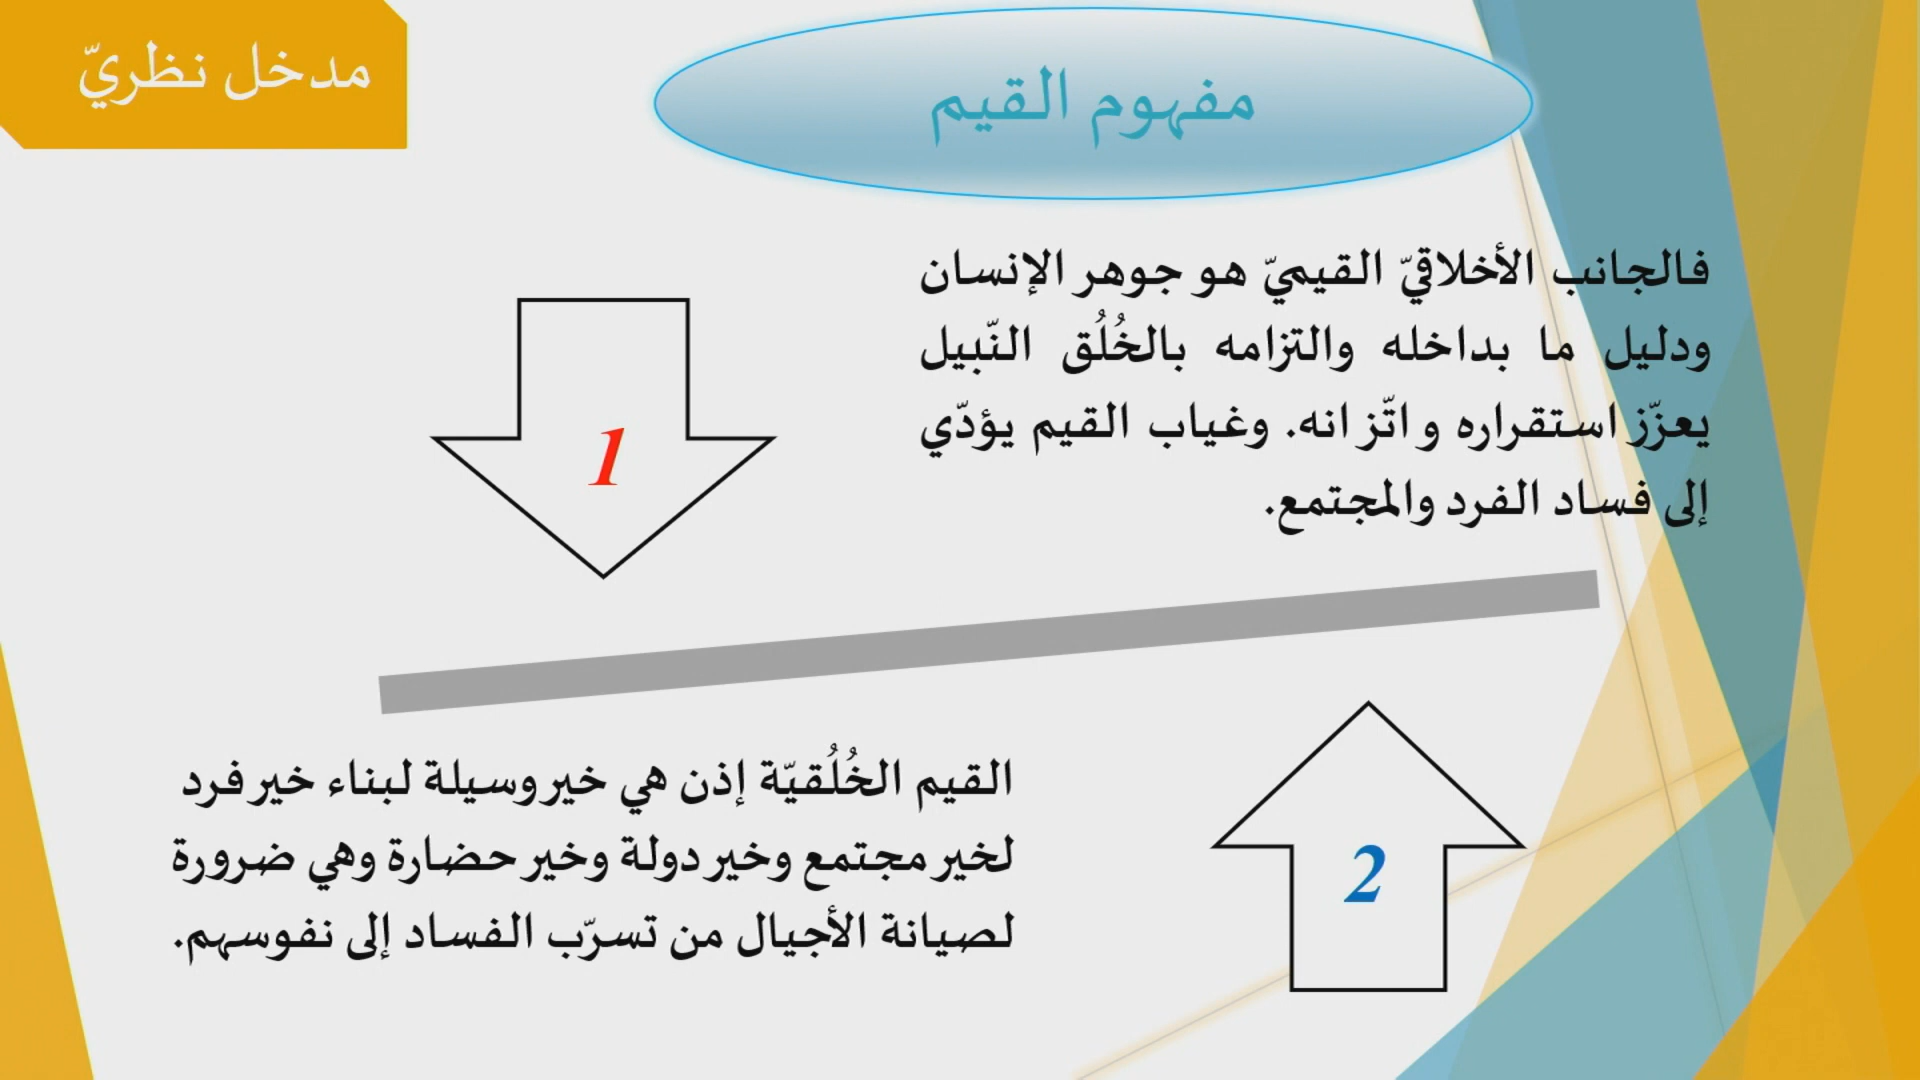 مدخل نظريّ
مفهوم القيم
فالجانب الأخلاقيّ القيميّ هو جوهر الإنسان
ودليل ما بداخله والتزامه بالخُلُق النّبيل
يعزّز استقراره واتّزانه. وغياب القيم يؤدّي
إلى فساد الفرد والمجتمع.
1
2
القيم الخُلُقيّة إذن هي خير وسيلة لبناء خير فرد
لخير مجتمع وخير دولة وخير حضارة وهي ضرورة
لصيانة الأجيال من تسرّب الفساد إلى نفوسهم.